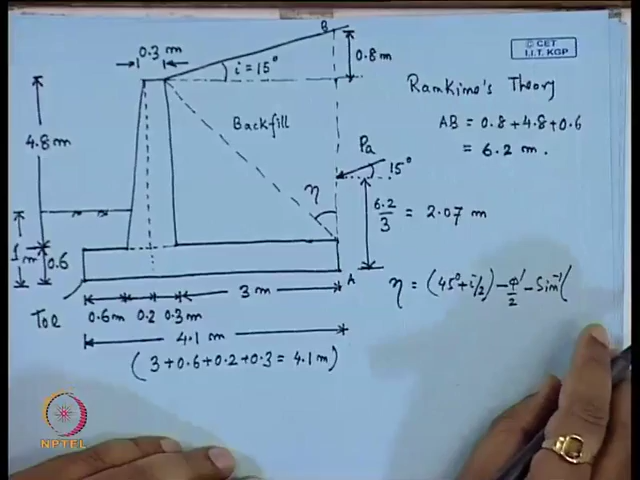 © CET
I.I.T. KGP
B
0.3 m
i = 15°
0.8 m
Rankine's Theory
AB = 0.8+4.8+0.6
= 6.2 m.
4.8 m
Backfill
Pa
15°
η
6.2/3 = 2.07 m
1 m
0.6
η = (45°+i/2) - φ'/2 - Sin⁻¹(
A
Toe
0.6m 0.2 0.3m
3 m
4.1 m
(3+0.6+0.2+0.3 = 4.1 m)
NPTEL